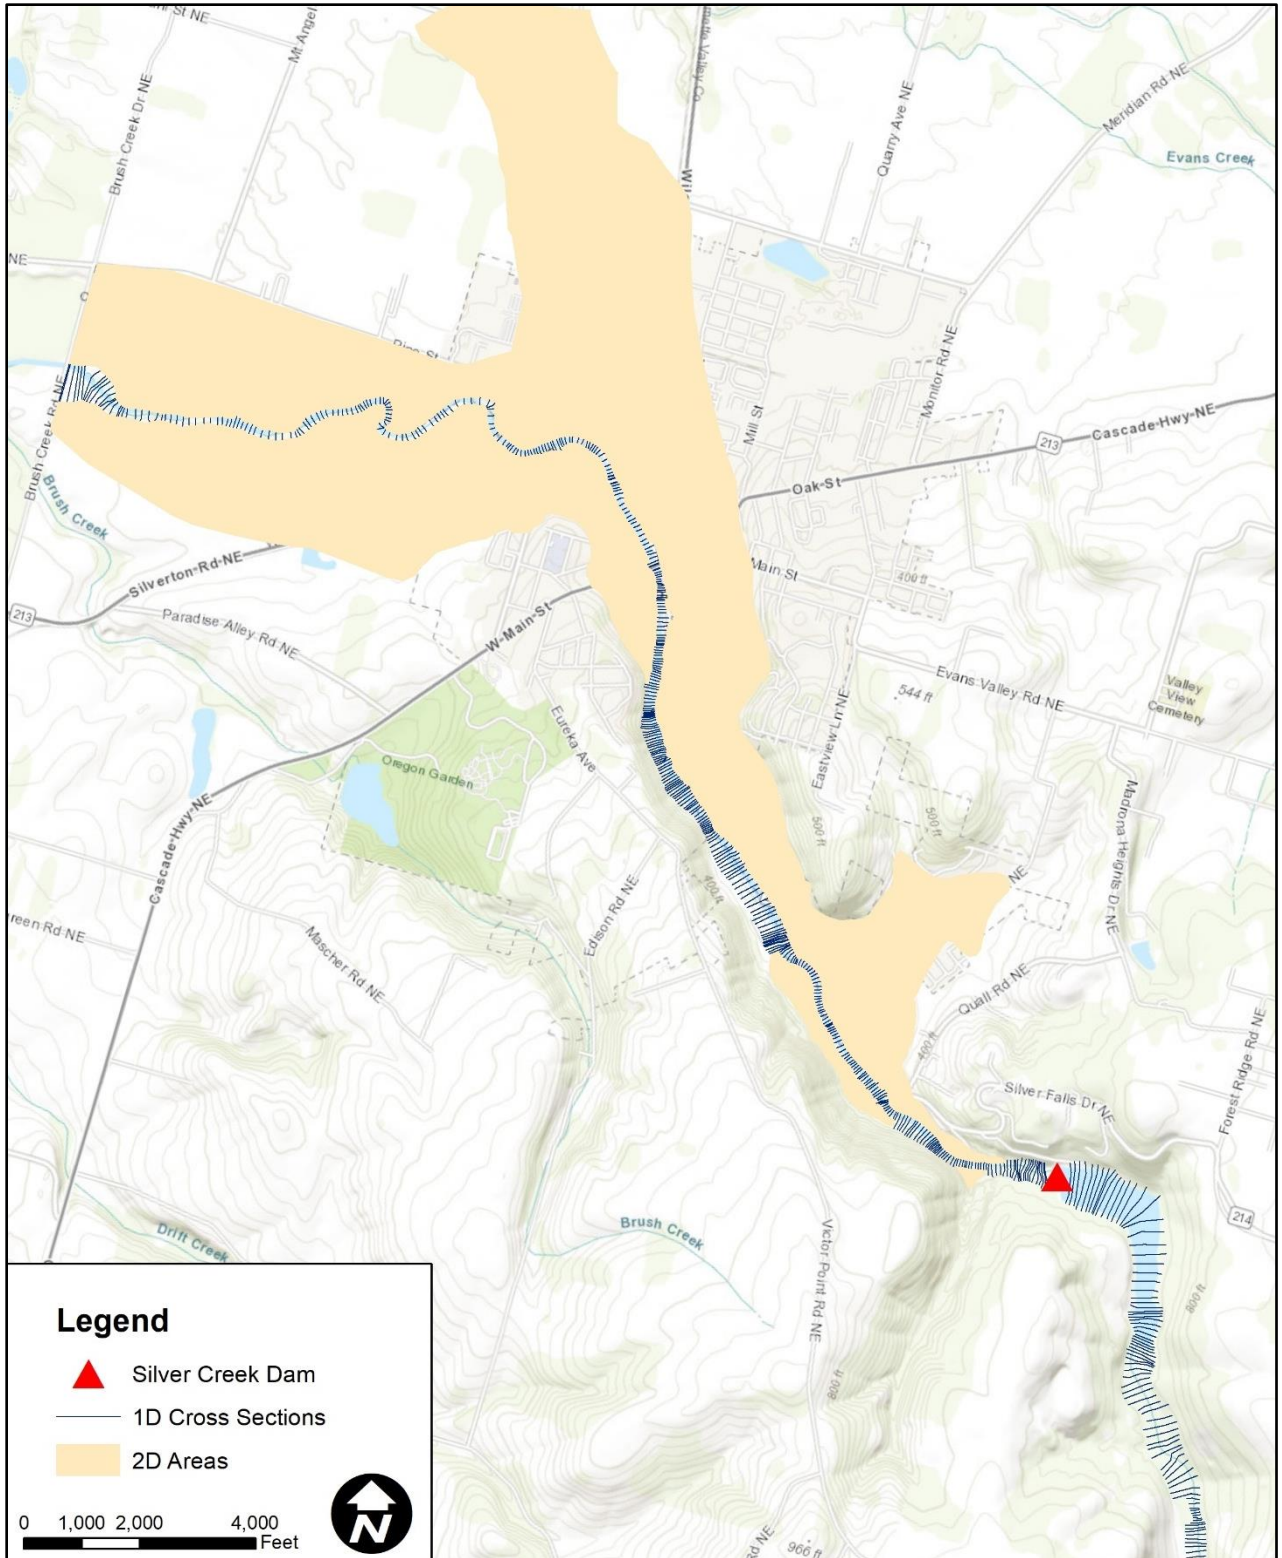 Mt Angel
Brush Creek Dr NE
Quarry Ave NE
Meridian Rd NE
Evans Creek
NE
Monitor Rd NE
Mill St
213
Cascade-Hwy-NE
Oak-St
Brush Creek Rd NE
Brush Creek
Silverton-Rd-NE
Main St
400 ft
213
Paradise Alley Rd NE
W-Main-St
Evans Valley Rd NE
544 ft
Valley
View
Cemetery
Eureka Ave
Eastview Ln NE
Oregon Garden
Cascade-Hwy-NE
500 ft
500 ft
Madrona Heights Dr NE
NE
400 ft
Edison Rd NE
Mascher Rd NE
Quail Rd NE
400 ft
Silver Falls Dr NE
Forest Ridge Rd NE
214
Drift Creek
Brush Creek
Victor Point Rd NE
800 ft
800 ft
Rd NE
966 ft
Legend
Silver Creek Dam
1D Cross Sections
2D Areas
0 1,000 2,000 4,000
Feet
N